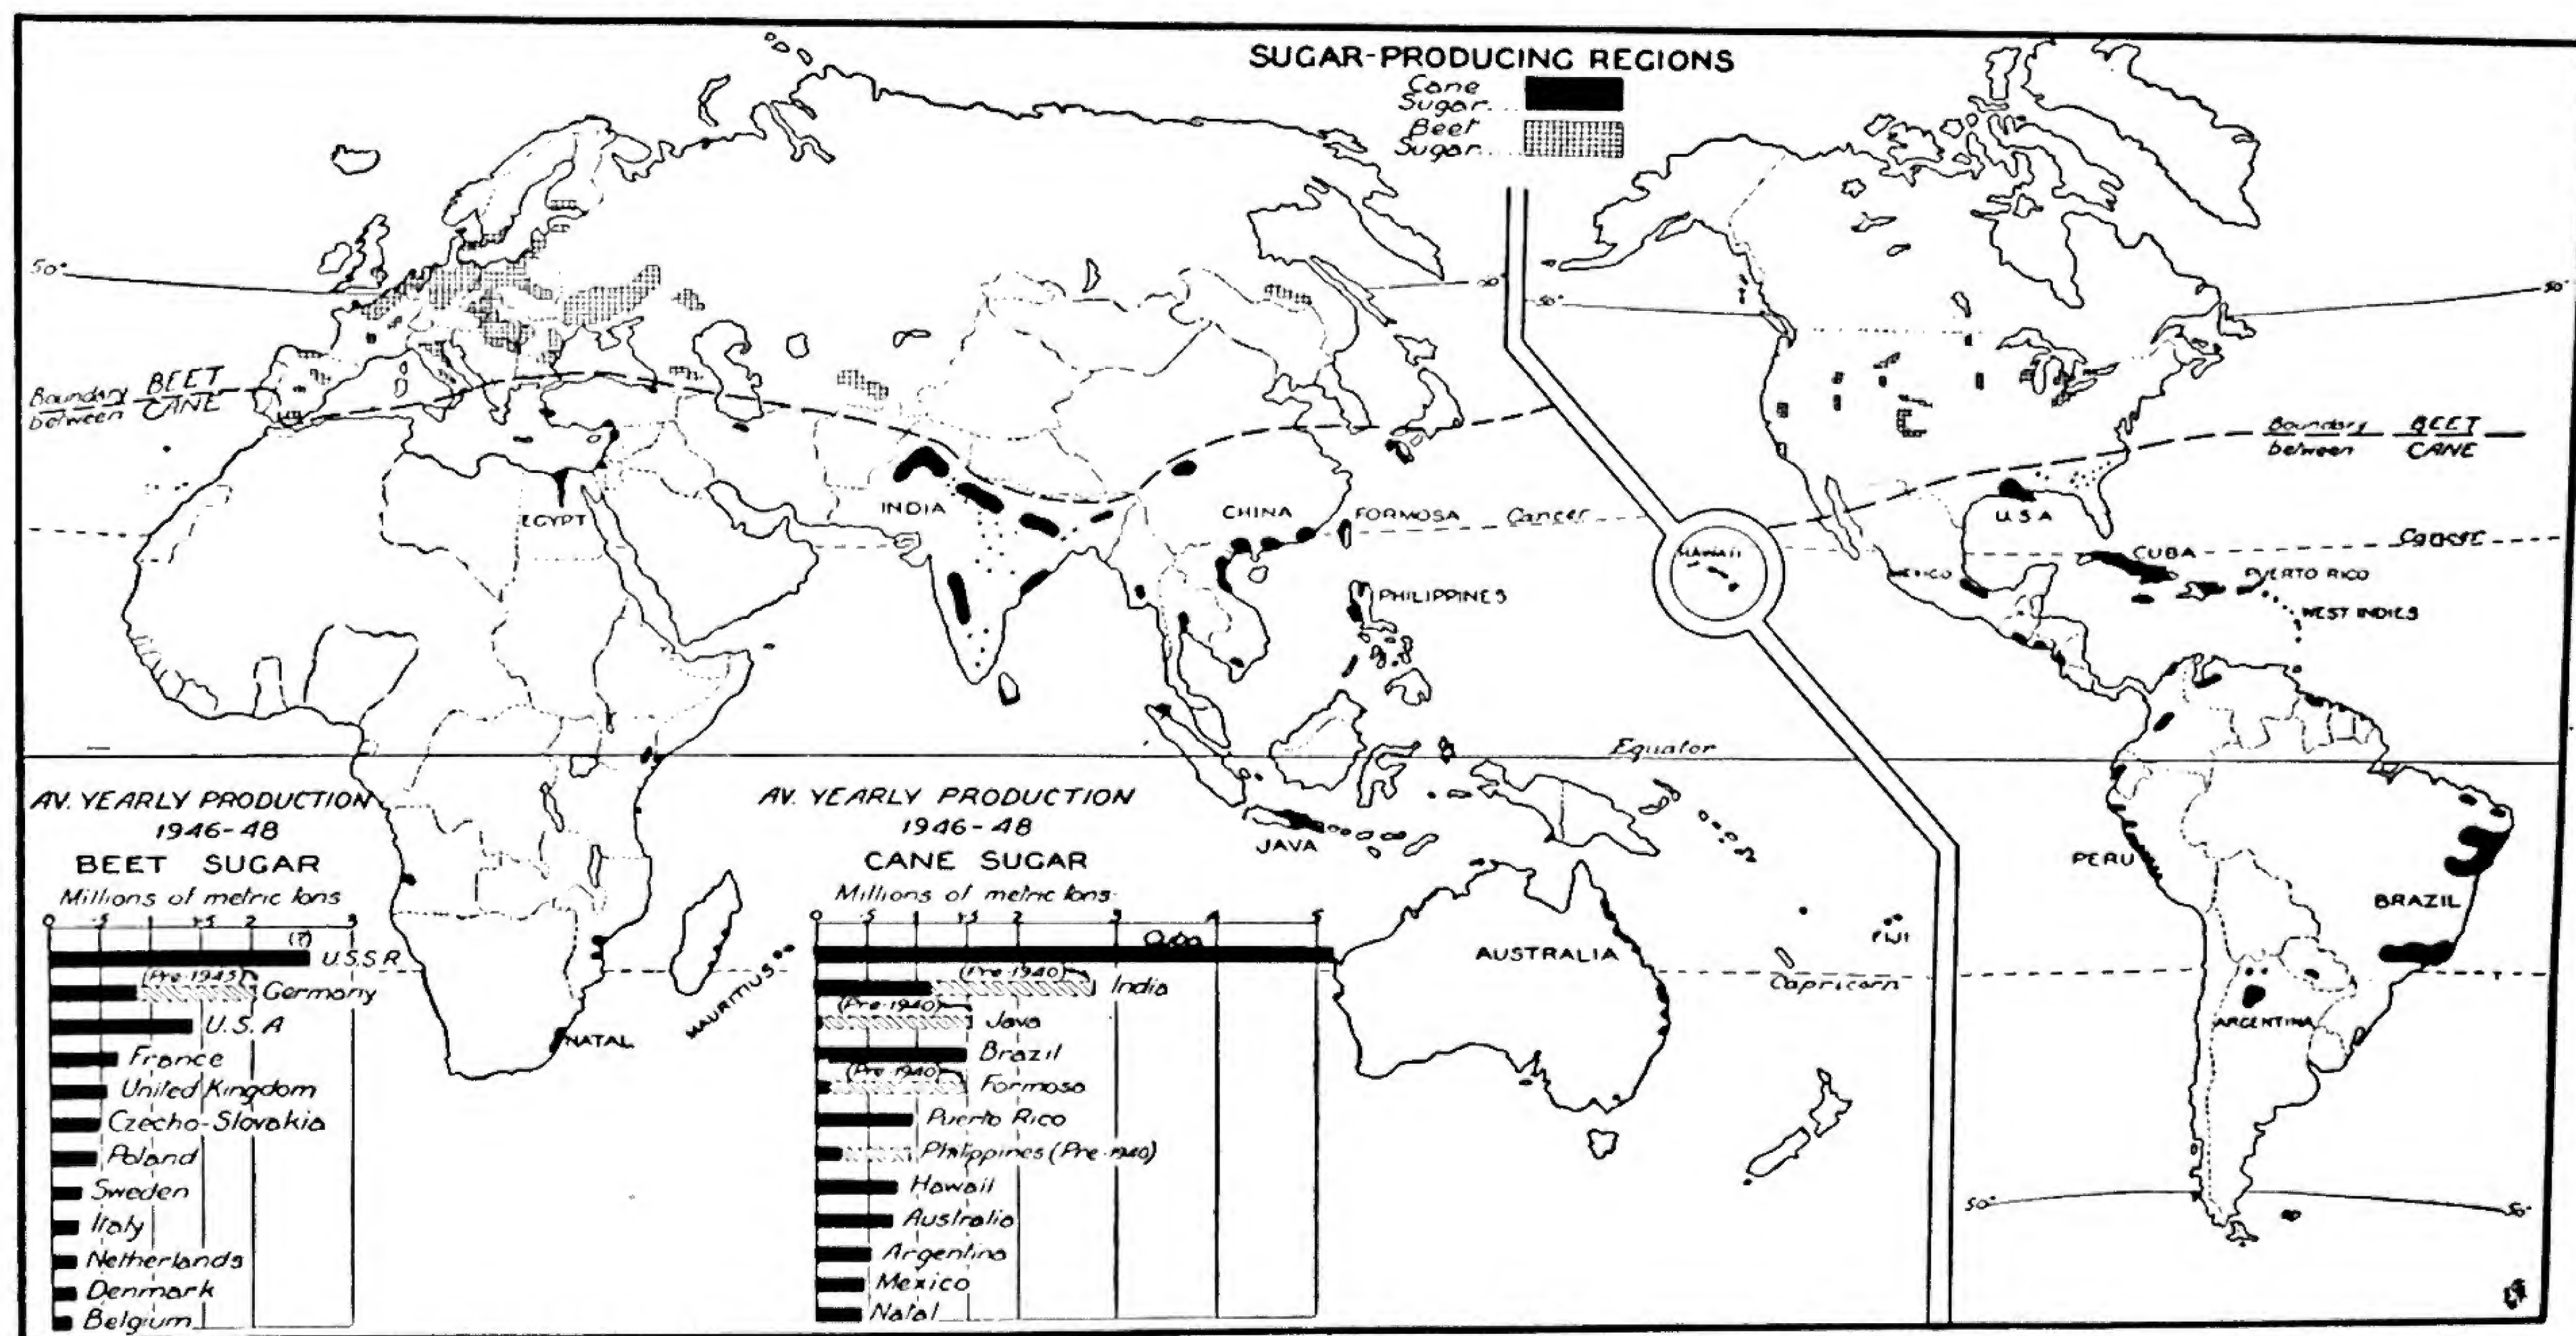 SUGAR-PRODUCING REGIONS
Cane
Sugar
Beet
Sugar
50°
50°
50°
50°
Boundary BEET
between CANE
Boundary BEET
between CANE
INDIA
EGYPT
CHINA
FORMOSA
Cancer
HAWAII
U.S.A
Cancer
CUBA
MEXICO
PUERTO RICO
WEST INDIES
PHILIPPINES
Equator
JAVA
PERU
BRAZIL
AUSTRALIA
FIJI
Capricorn
ARGENTINA
MAURITIUS
NATAL
50°
50°
AV. YEARLY PRODUCTION
1946-48
BEET SUGAR
Millions of metric tons
0 .5 1 1.5 2 3
(?)
U.S.S.R
(Pre-1945)
Germany
U.S.A
France
United Kingdom
Czecho-Slovakia
Poland
Sweden
Italy
Netherlands
Denmark
Belgium
AV. YEARLY PRODUCTION
1946-48
CANE SUGAR
Millions of metric tons
0 .5 1 1.5 2 3 4 5
Cuba
(Pre-1940)
India
(Pre-1940)
Java
Brazil
(Pre-1940)
Formosa
Puerto Rico
Philippines (Pre-1940)
Hawaii
Australia
Argentina
Mexico
Natal